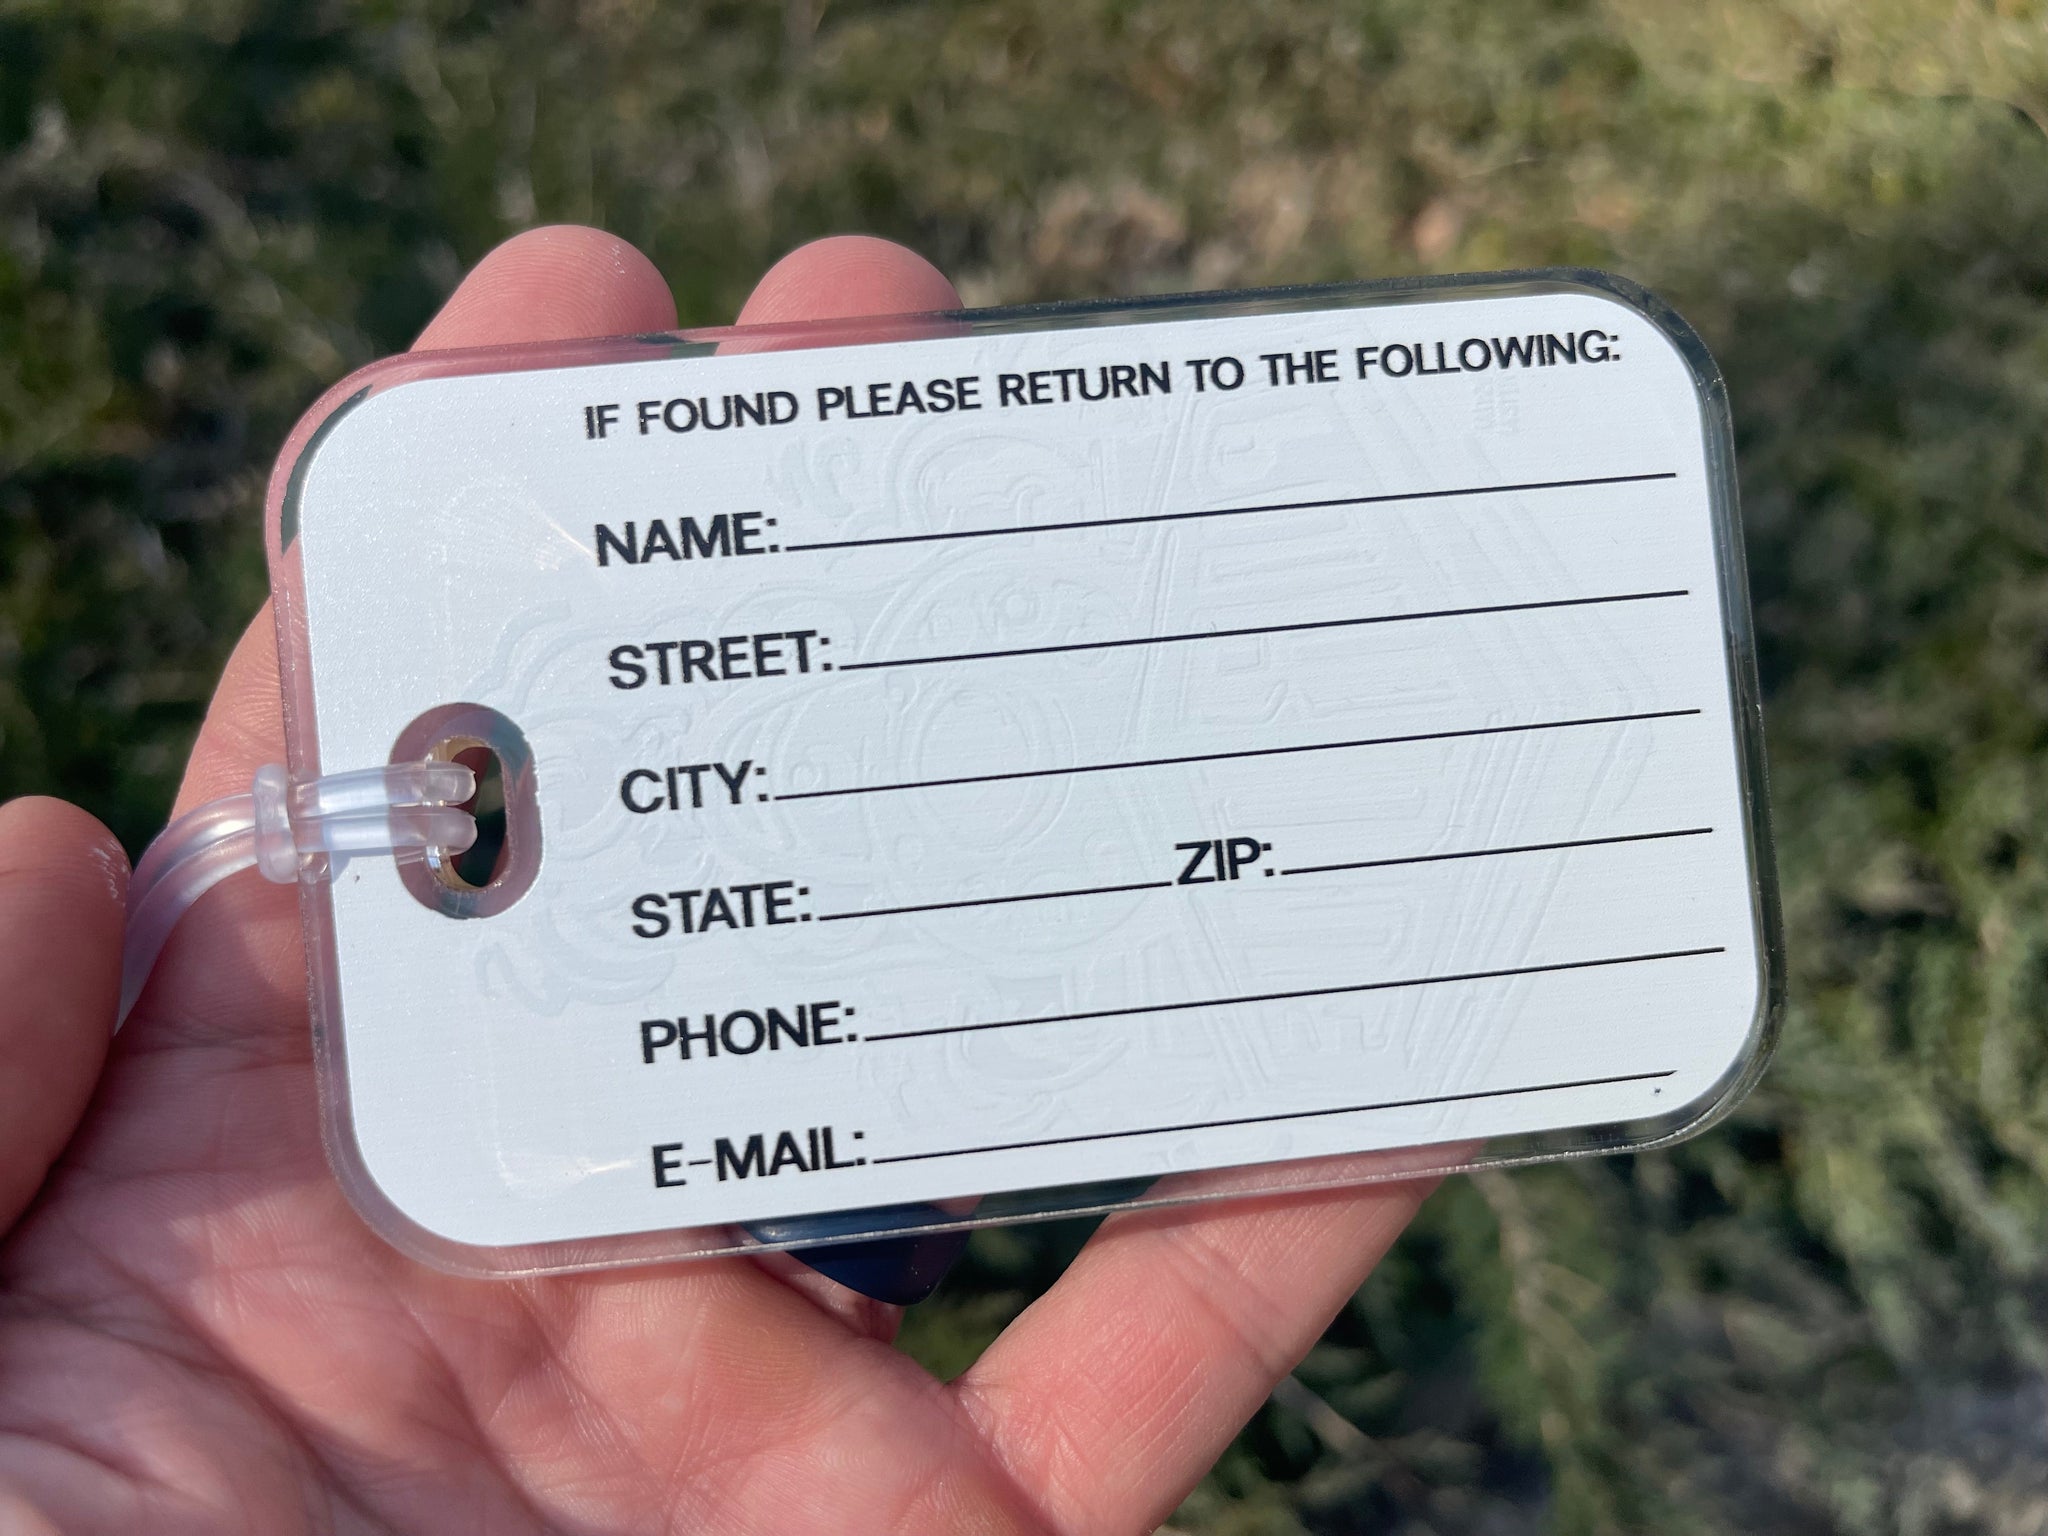 IF FOUND PLEASE RETURN TO THE FOLLOWING:
NAME:
STREET:
CITY:
STATE: ZIP:
PHONE:
E-MAIL: